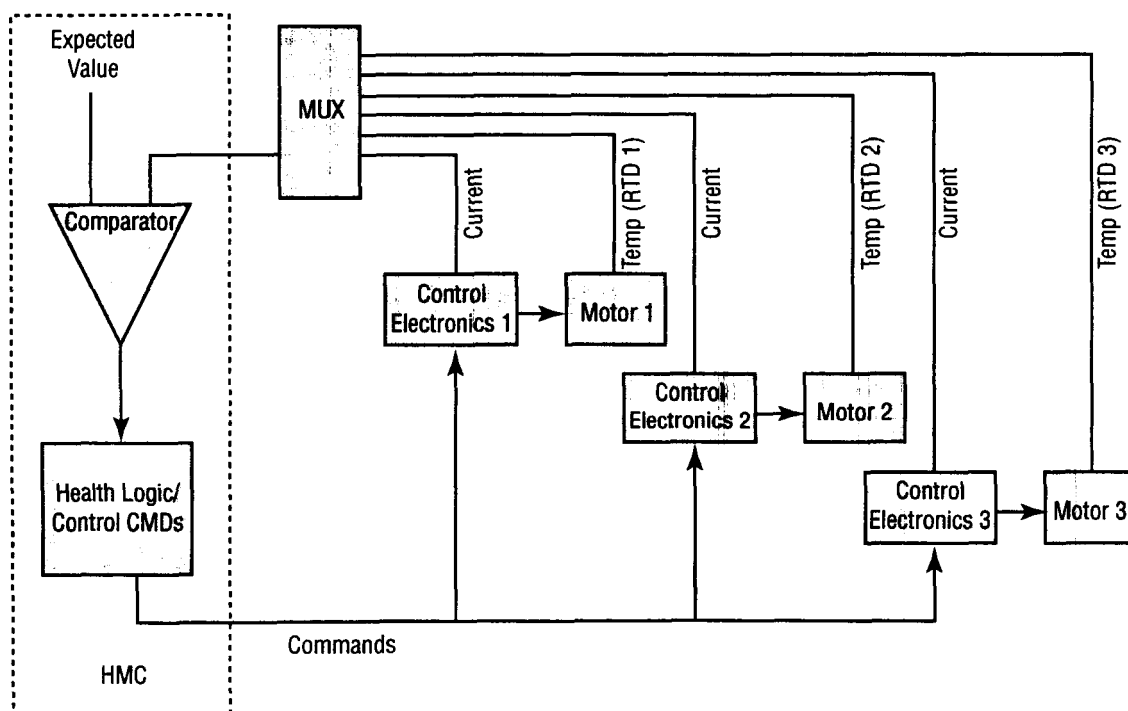 Expected
Value
MUX
Comparator
Current
Temp (RTD 1)
Current
Temp (RTD 2)
Current
Temp (RTD 3)
Control
Electronics 1
Motor 1
Control
Electronics 2
Motor 2
Control
Electronics 3
Motor 3
Health Logic/
Control CMDs
Commands
HMC